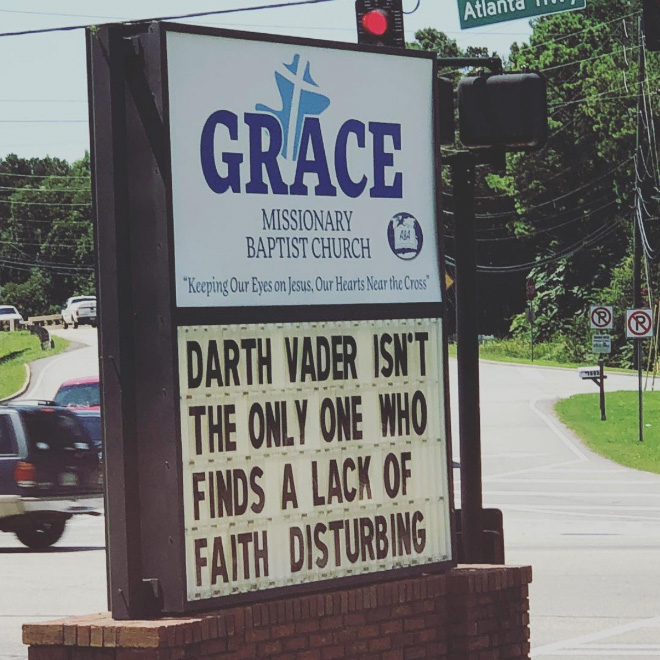 Atlanta Hwy
GRACE
MISSIONARY
BAPTIST CHURCH
"Keeping Our Eyes on Jesus, Our Hearts Near the Cross"
DARTH VADER ISN'T
THE ONLY ONE WHO
FINDS A LACK OF
FAITH DISTURBING